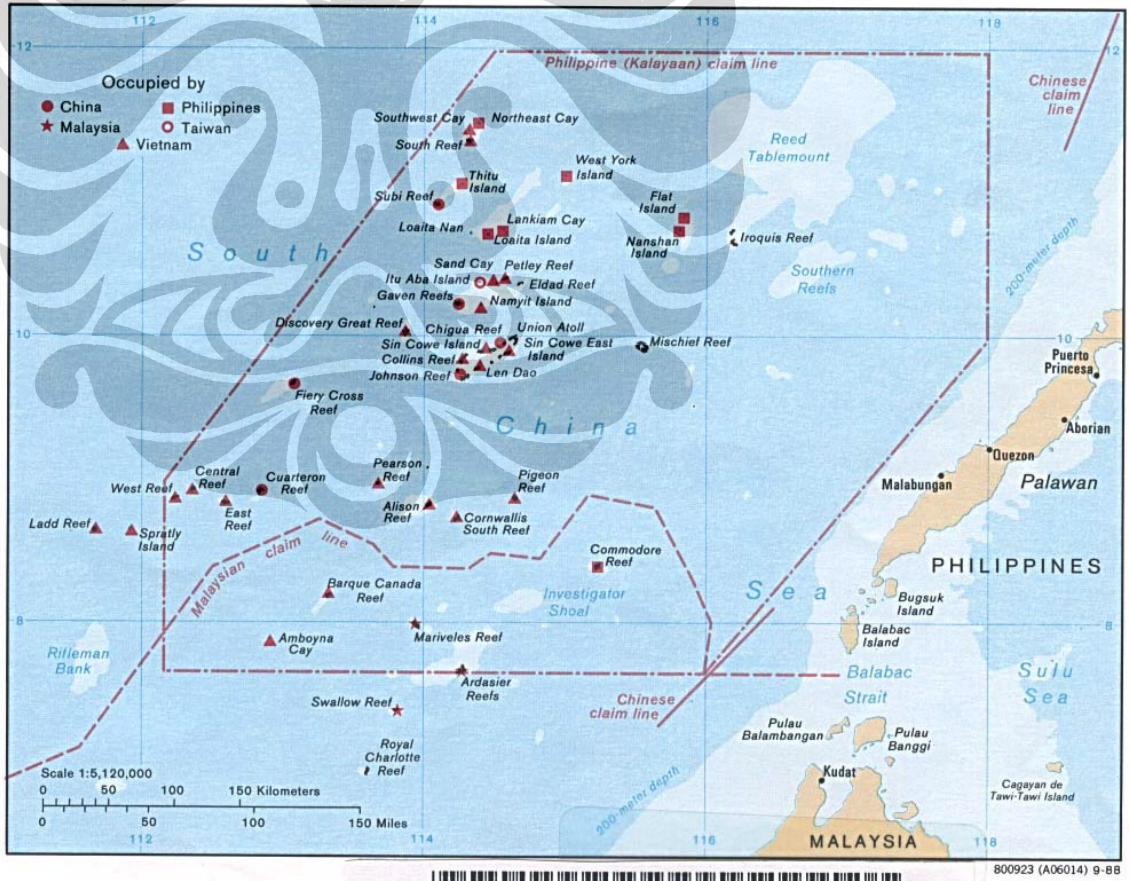 112
114
116
118
12
12
Philippine (Kalayaan) claim line
Chinese
claim
line
Occupied by
China
Philippines
Malaysia
Taiwan
Vietnam
Southwest Cay
Northeast Cay
South Reef
Reed
Tablemount
West York
Island
Thitu
Island
Subi Reef
Flat
Island
Lankiam Cay
Loaita Nan
Loaita Island
Nanshan
Island
Iroquis Reef
South
200-meter depth
Sand Cay
Petley Reef
Itu Aba Island
Eldad Reef
Southern
Reefs
Gaven Reefs
Namyit Island
Discovery Great Reef
Chigua Reef
Union Atoll
10
10
Sin Cowe Island
Sin Cowe East
Island
Mischief Reef
Collins Reef
Len Dao
Johnson Reef
Puerto
Princesa
Fiery Cross
Reef
China
Aborian
Quezon
Malabungan
Palawan
Central
Reef
Cuarteron
Reef
Pearson
Reef
Pigeon
Reef
West Reef
East
Reef
Alison
Reef
Cornwallis
South Reef
Ladd Reef
Spratly
Island
Malaysian claim line
Commodore
Reef
PHILIPPINES
Barque Canada
Reef
Investigator
Shoal
Sea
Bugsuk
Island
8
8
Mariveles Reef
Amboyna
Cay
Balabac
Island
Rifleman
Bank
Ardasier
Reefs
Balabac
Strait
Sulu
Sea
Swallow Reef
Chinese
claim line
Pulau
Balambangan
Pulau
Banggi
Royal
Charlotte
Reef
Kudat
Cagayan de
Tawi-Tawi Island
Scale 1:5,120,000
0 50 100 150 Kilometers
0 50 100 150 Miles
200-meter depth
MALAYSIA
112
114
116
118
800923 (A06014) 9-88